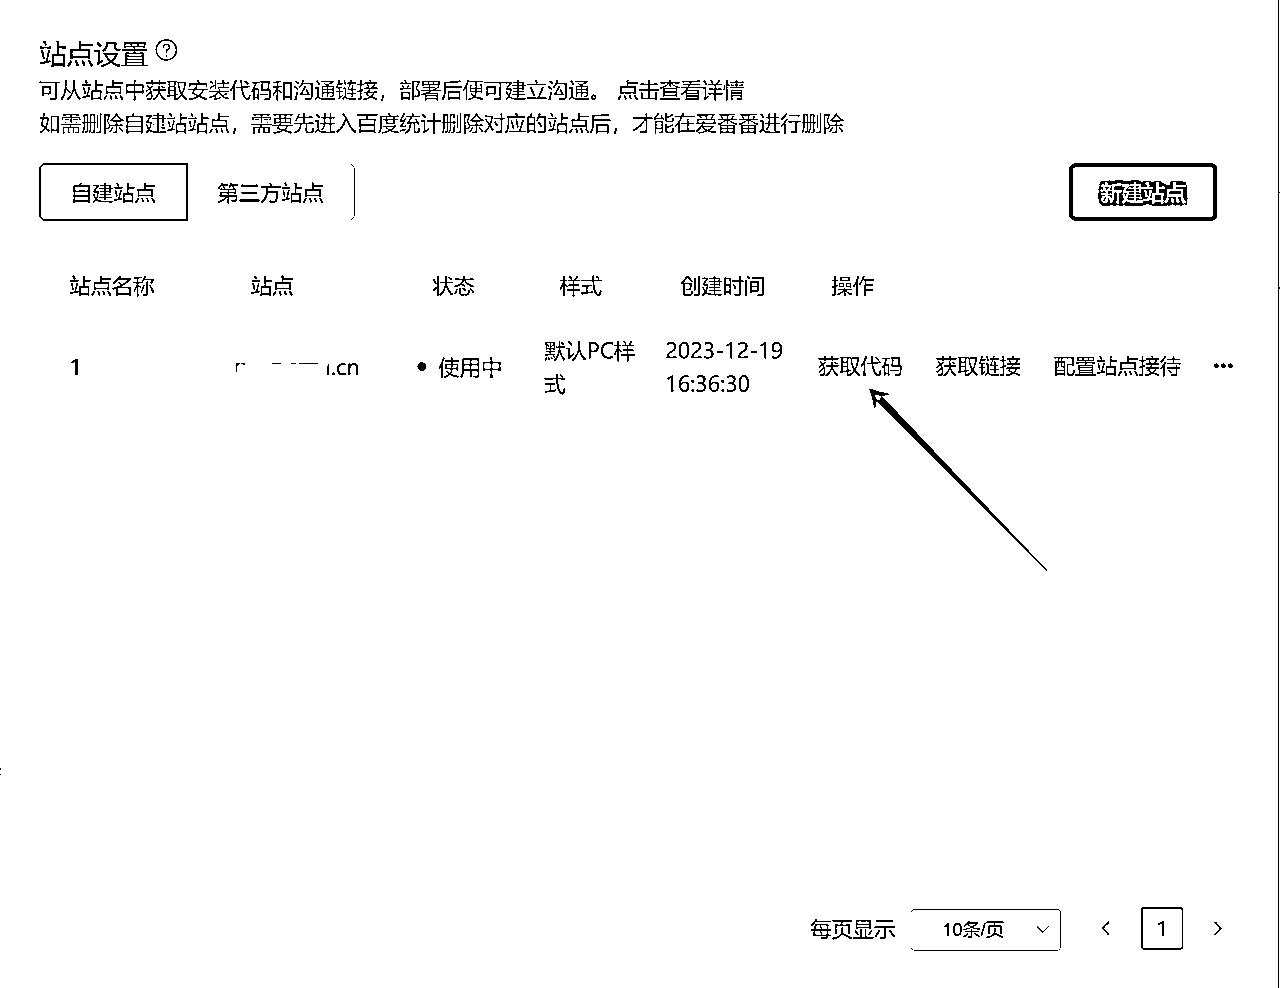 站点设置 ?
可从站点中获取安装代码和沟通链接，部署后便可建立沟通。 点击查看详情
如需删除自建站站点，需要先进入百度统计删除对应的站点后，才能在爱番番进行删除
自建站点 第三方站点 新建站点
站点名称 站点 状态 样式 创建时间 操作
1 .cn 使用中 默认PC样式 2023-12-19 16:36:30 获取代码 获取链接 配置站点接待 •••
每页显示 10条/页 < 1 >